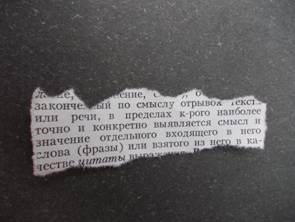 законченный по смыслу отрывок текста
или речи, в пределах к-рого наиболее
точно и конкретно выявляется смысл и
значение отдельного входящего в него
слова (фразы) или взятого из него в ка-
честве цитаты